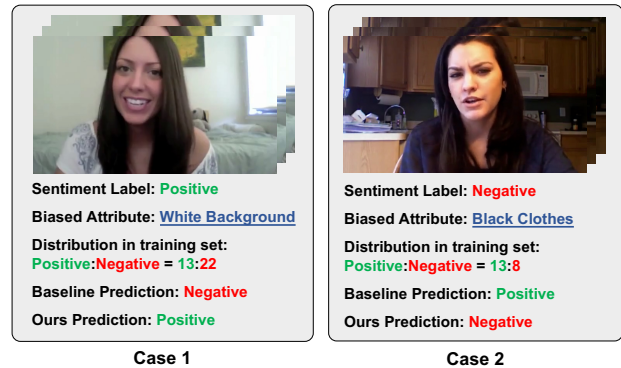 Sentiment Label: Positive
Biased Attribute: White Background
Distribution in training set:
Positive:Negative = 13:22
Baseline Prediction: Negative
Ours Prediction: Positive
Case 1
Sentiment Label: Negative
Biased Attribute: Black Clothes
Distribution in training set:
Positive:Negative = 13:8
Baseline Prediction: Positive
Ours Prediction: Negative
Case 2